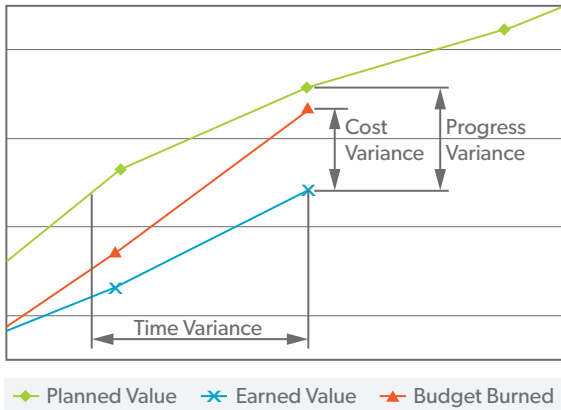 Cost
Variance
Progress
Variance
Time Variance
Planned Value
Earned Value
Budget Burned